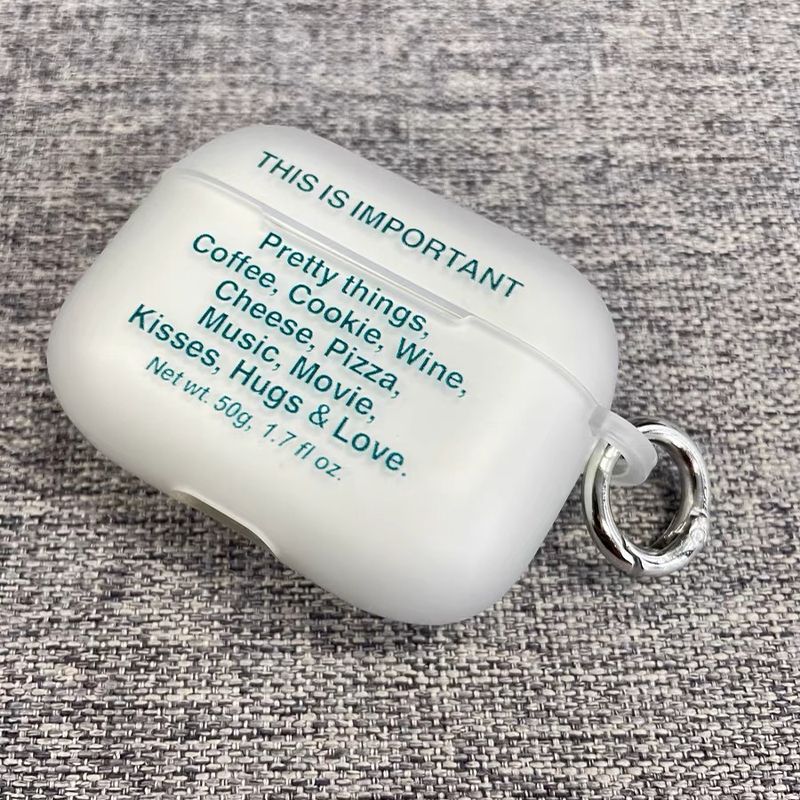 THIS IS IMPORTANT
Pretty things,
Coffee, Cookie, Wine,
Cheese, Pizza,
Music, Movie,
Kisses, Hugs & Love.
Net wt. 50g, 1.7 fl oz.